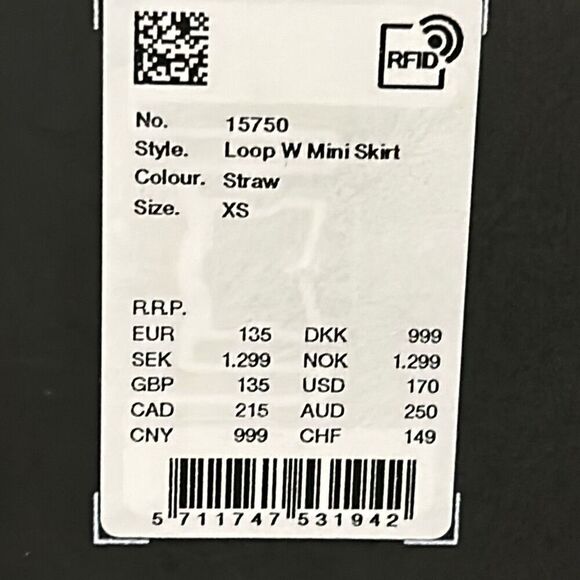 RFID
No. 15750
Style. Loop W Mini Skirt
Colour. Straw
Size. XS
R.R.P.
EUR 135 DKK 999
SEK 1.299 NOK 1.299
GBP 135 USD 170
CAD 215 AUD 250
CNY 999 CHF 149
5 711747 531942